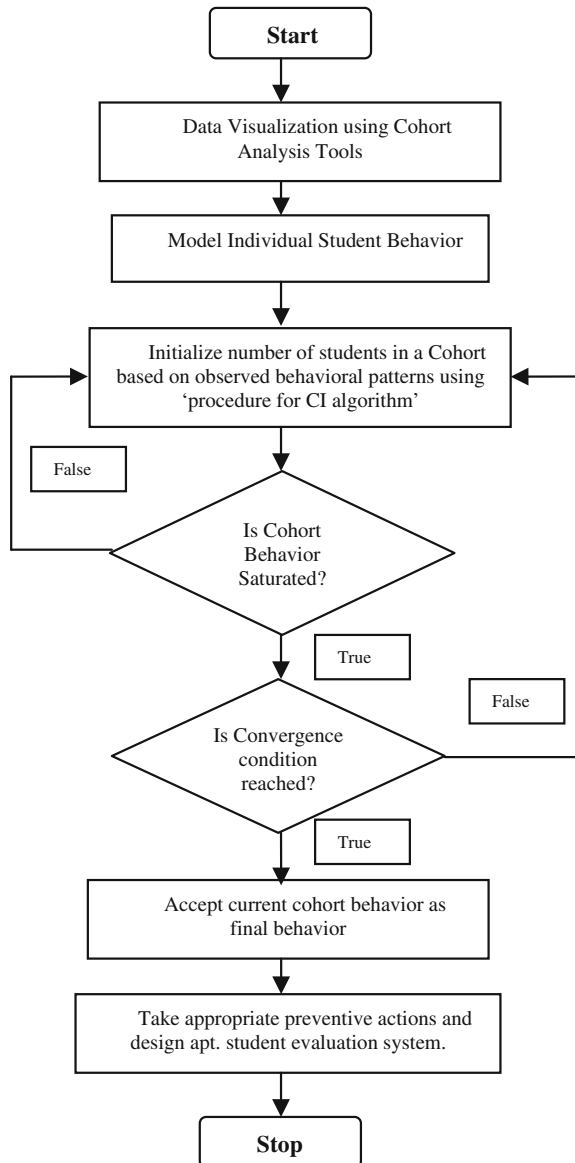 Start
Data Visualization using Cohort
Analysis Tools
Model Individual Student Behavior
Initialize number of students in a Cohort
based on observed behavioral patterns using
‘procedure for CI algorithm’
False
Is Cohort
Behavior
Saturated?
True
False
Is Convergence
condition
reached?
True
Accept current cohort behavior as
final behavior
Take appropriate preventive actions and
design apt. student evaluation system.
Stop